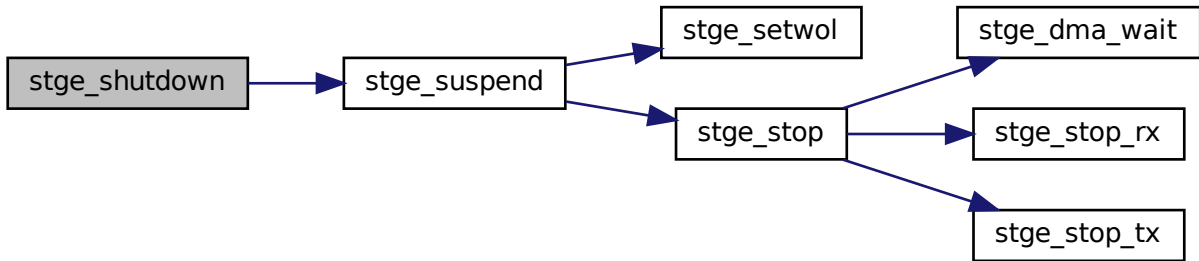 stge_shutdown
stge_suspend
stge_setwol
stge_stop
stge_dma_wait
stge_stop_rx
stge_stop_tx